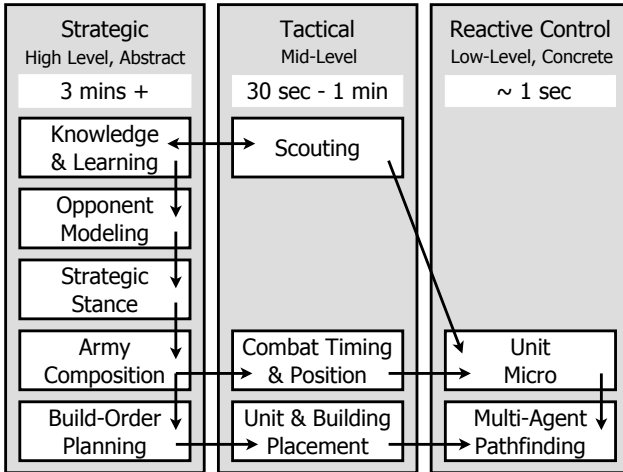 Strategic
High Level, Abstract
3 mins +
Knowledge
& Learning
Opponent
Modeling
Strategic
Stance
Army
Composition
Build-Order
Planning
Tactical
Mid-Level
30 sec - 1 min
Scouting
Combat Timing
& Position
Unit & Building
Placement
Reactive Control
Low-Level, Concrete
~ 1 sec
Unit
Micro
Multi-Agent
Pathfinding